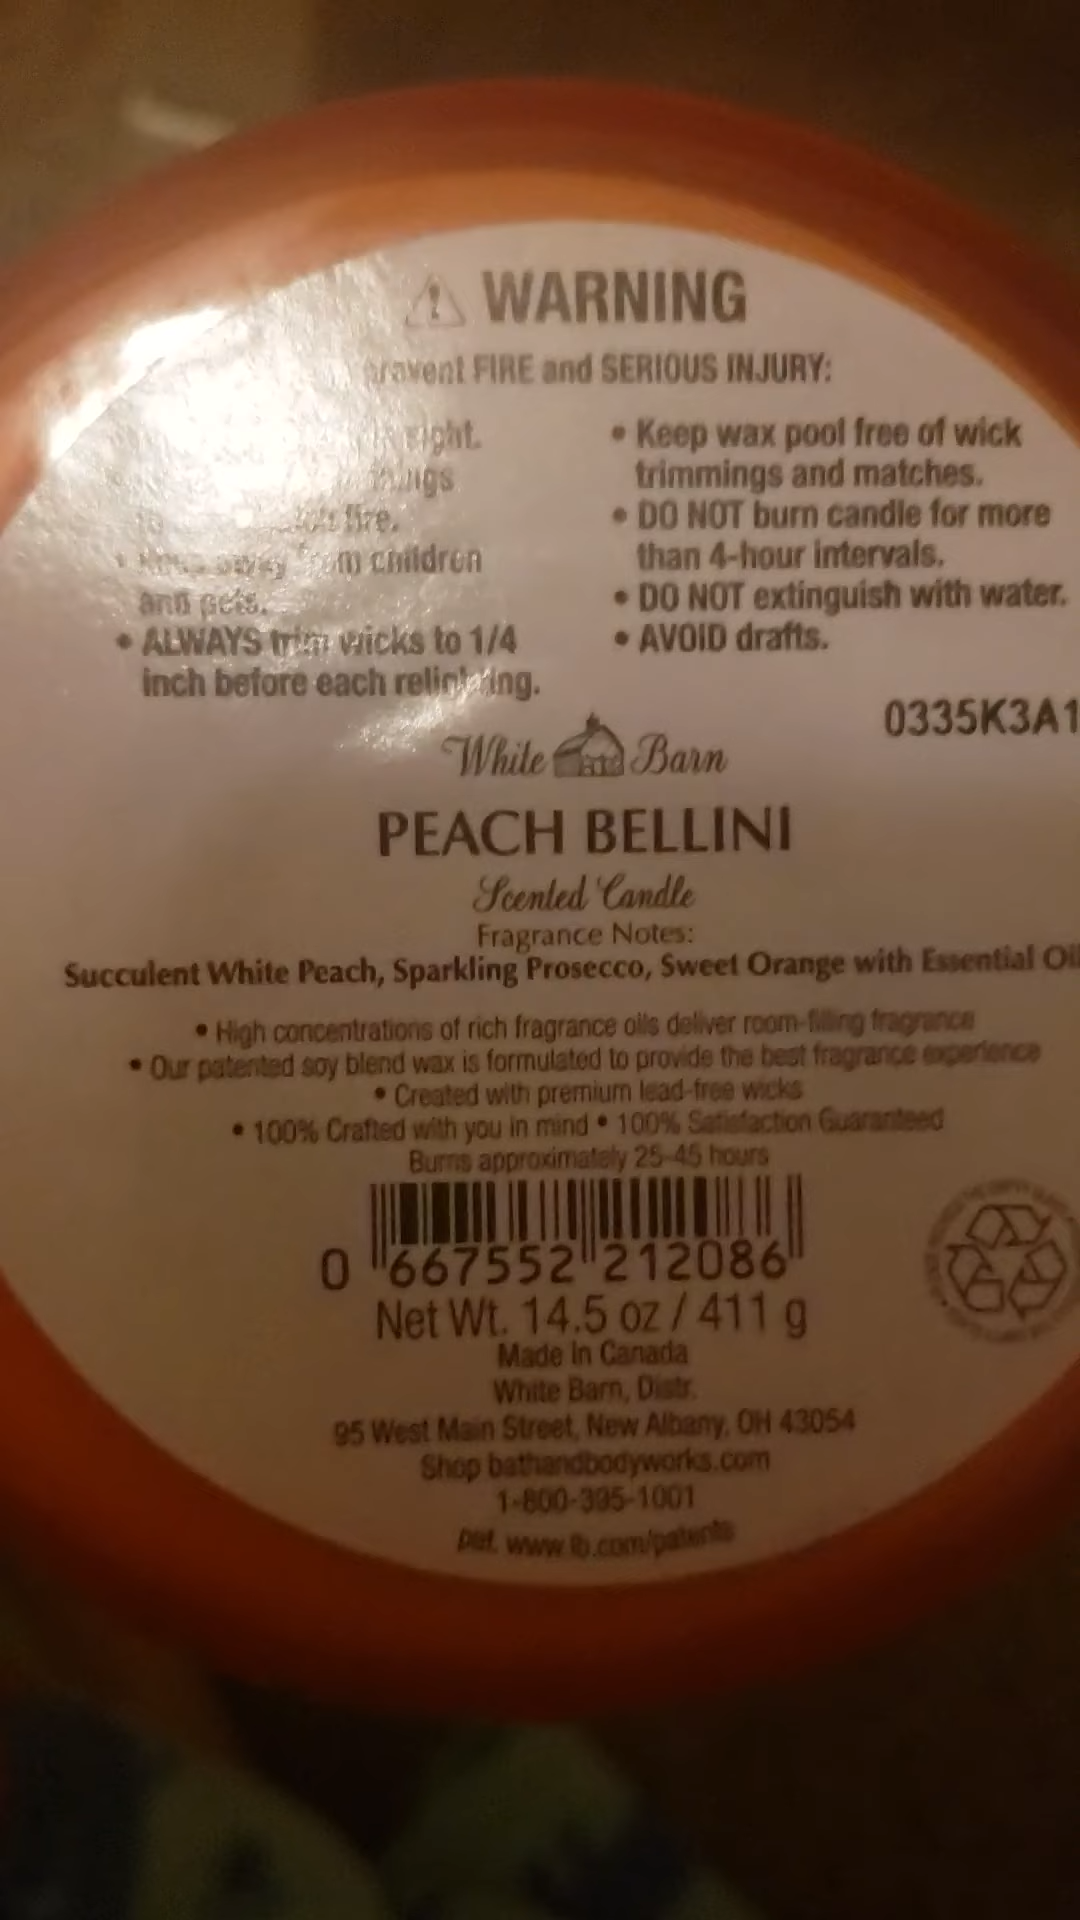 WARNING
prevent FIRE and SERIOUS INJURY:
ight.
fire.
from children
and pets.
• ALWAYS trim wicks to 1/4
inch before each relighting.
• Keep wax pool free of wick
trimmings and matches.
• DO NOT burn candle for more
than 4-hour intervals.
• DO NOT extinguish with water.
• AVOID drafts.
0335K3A1
White Barn
PEACH BELLINI
Scented Candle
Fragrance Notes:
Succulent White Peach, Sparkling Prosecco, Sweet Orange with Essential Oil
• High concentrations of rich fragrance oils deliver room-filling fragrance
• Our patented soy blend wax is formulated to provide the best fragrance experience
• Created with premium lead-free wicks
• 100% Crafted with you in mind • 100% Satisfaction Guaranteed
Burns approximately 25-45 hours
0 667552 212086
Net Wt. 14.5 oz / 411 g
Made in Canada
White Barn, Distr.
95 West Main Street, New Albany, OH 43054
Shop bathandbodyworks.com
1-800-395-1001
pat. www.lb.com/patents